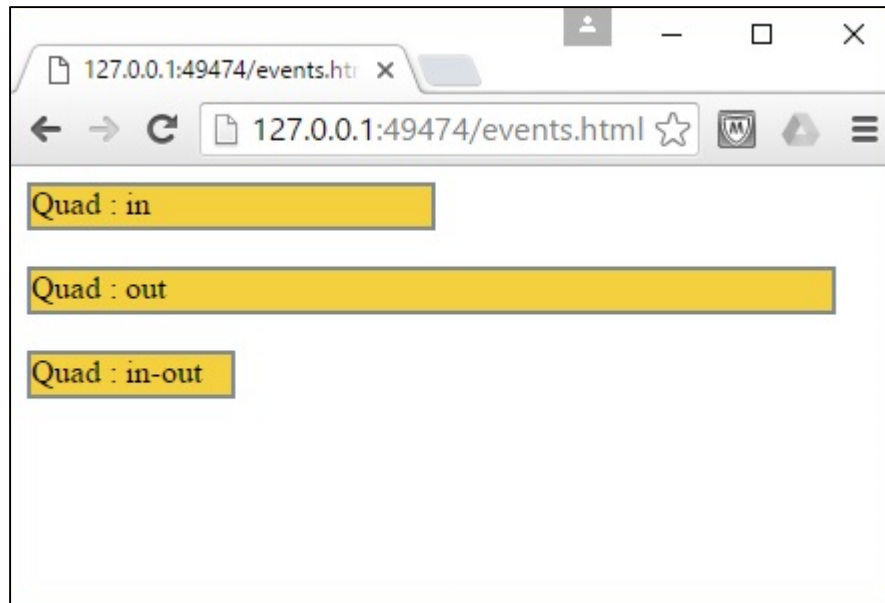 127.0.0.1:49474/events.htm
127.0.0.1:49474/events.html
Quad : in
Quad : out
Quad : in-out